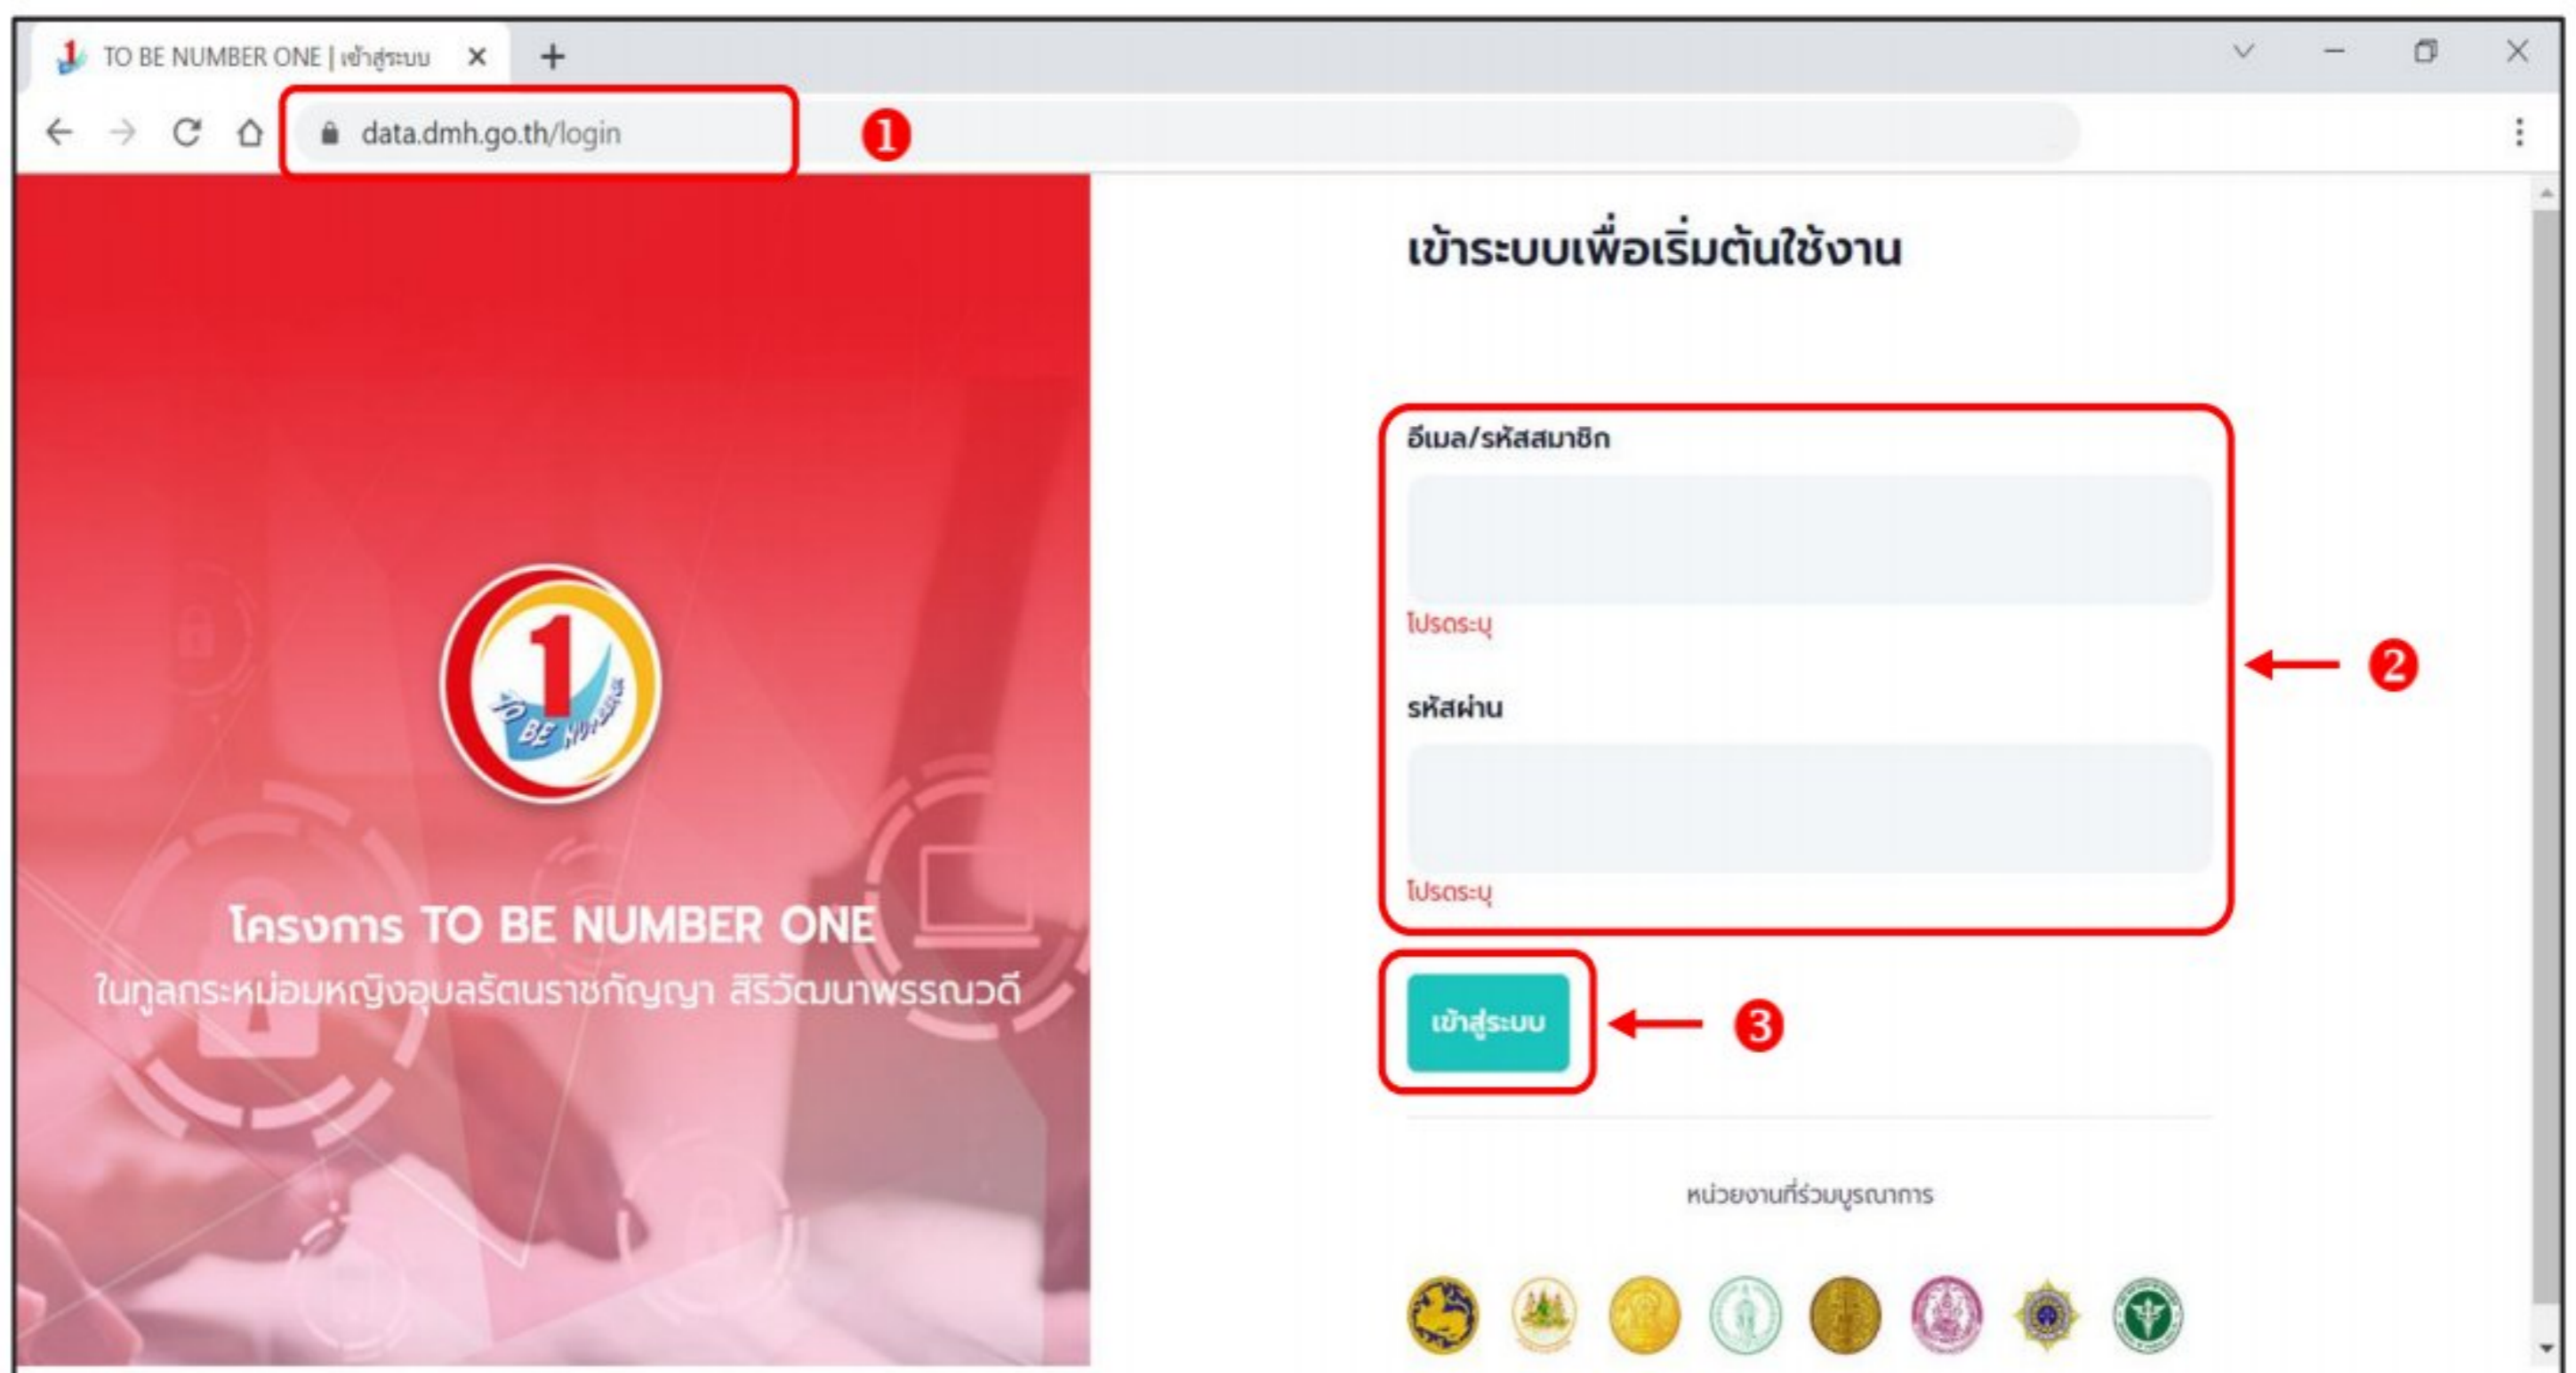 TO BE NUMBER ONE | เข้าสู่ระบบ
data.dmh.go.th/login
1
เข้าระบบเพื่อเริ่มต้นใช้งาน
อีเมล/รหัสสมาชิก
โปรดระบุ
2
รหัสผ่าน
โปรดระบุ
1
TO BE NUMBER ONE
โครงการ TO BE NUMBER ONE
ในทูลกระหม่อมหญิงอุบลรัตนราชกัญญา สิริวัฒนาพรรณวดี
เข้าสู่ระบบ
3
หน่วยงานที่ร่วมบูรณาการ